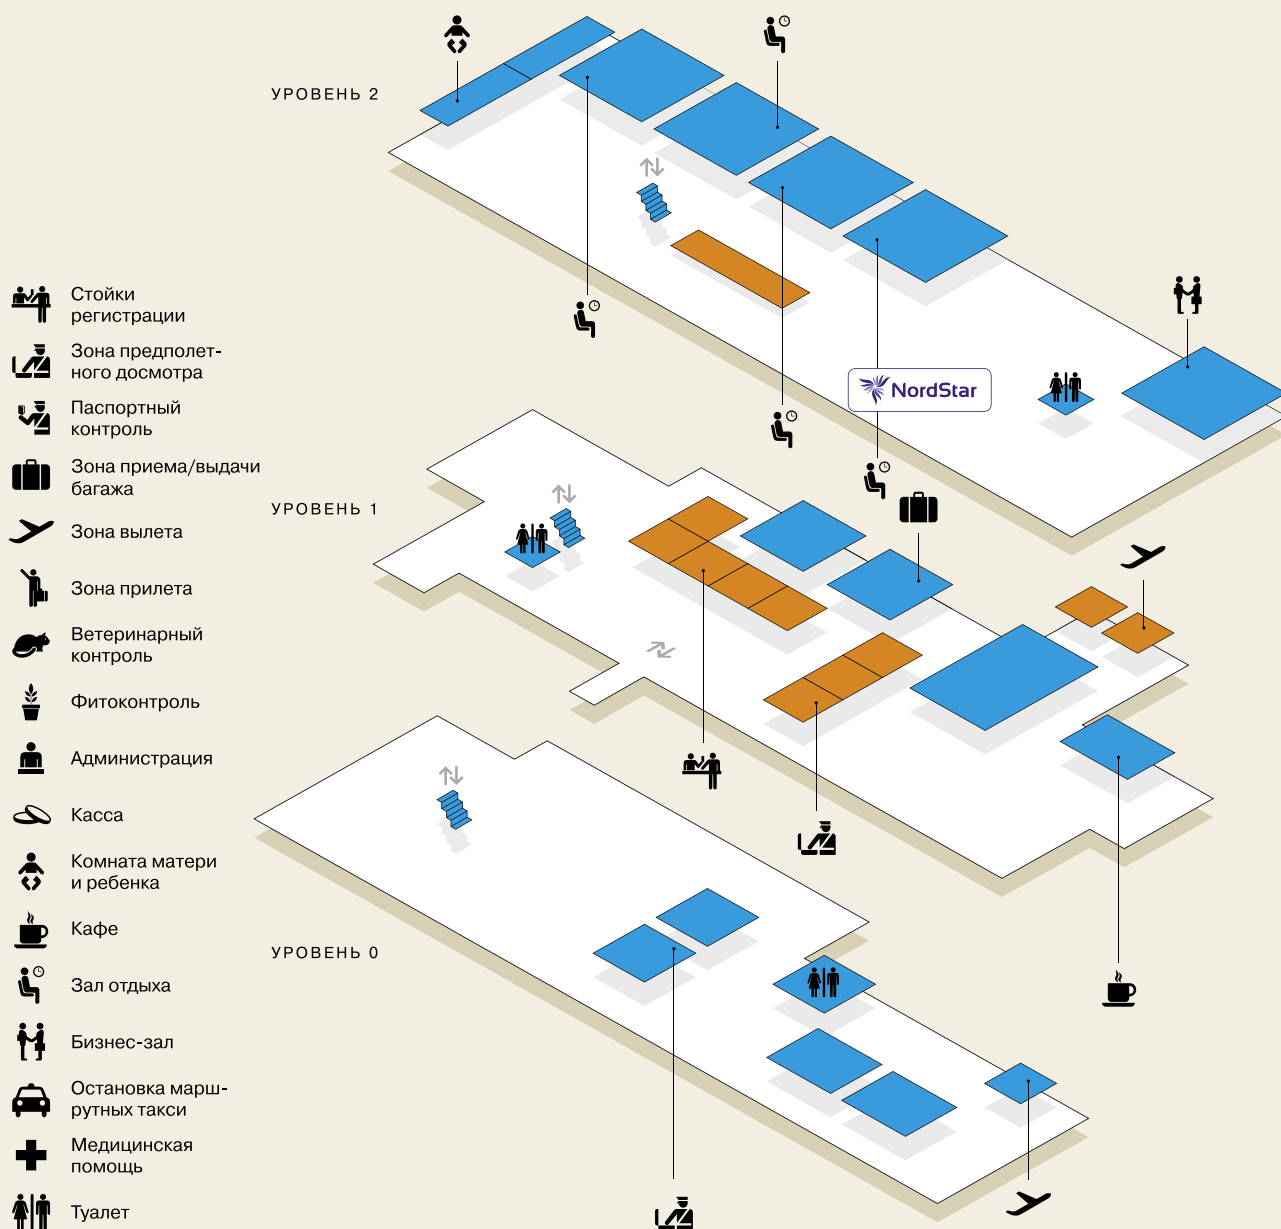 УРОВЕНЬ 2
NordStar
УРОВЕНЬ 1
УРОВЕНЬ 0
Стойки
регистрации
Зона предполет-
ного досмотра
Паспортный
контроль
Зона приема/выдачи
багажа
Зона вылета
Зона прилета
Ветеринарный
контроль
Фитоконтроль
Администрация
Касса
Комната матери
и ребенка
Кафе
Зал отдыха
Бизнес-зал
Остановка марш-
рутных такси
Медицинская
помощь
Туалет